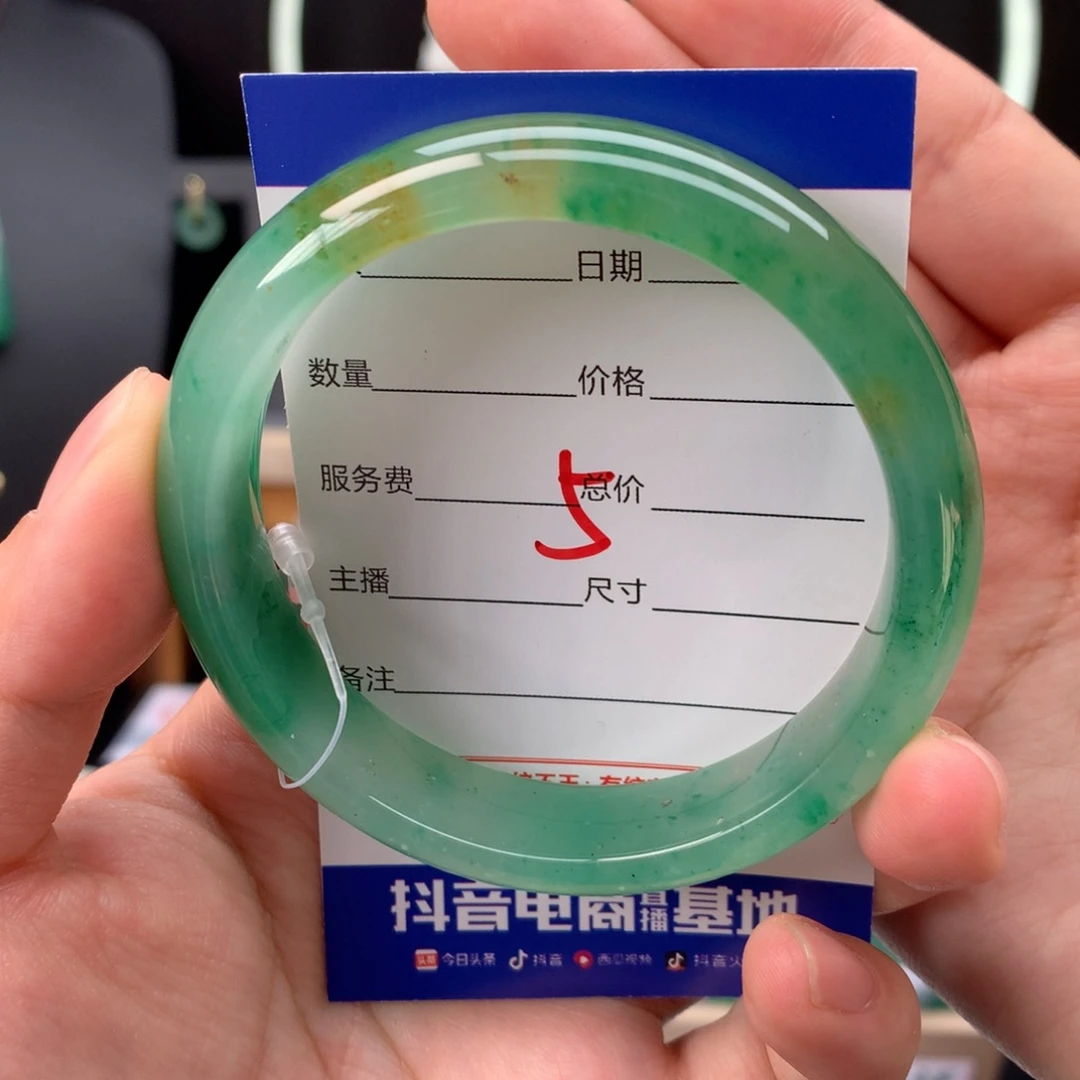 日期
数量 价格
服务费 总价
5
主播 尺寸
备注
抖音电商直播基地
头条 今日头条 抖音 西瓜视频 抖音火